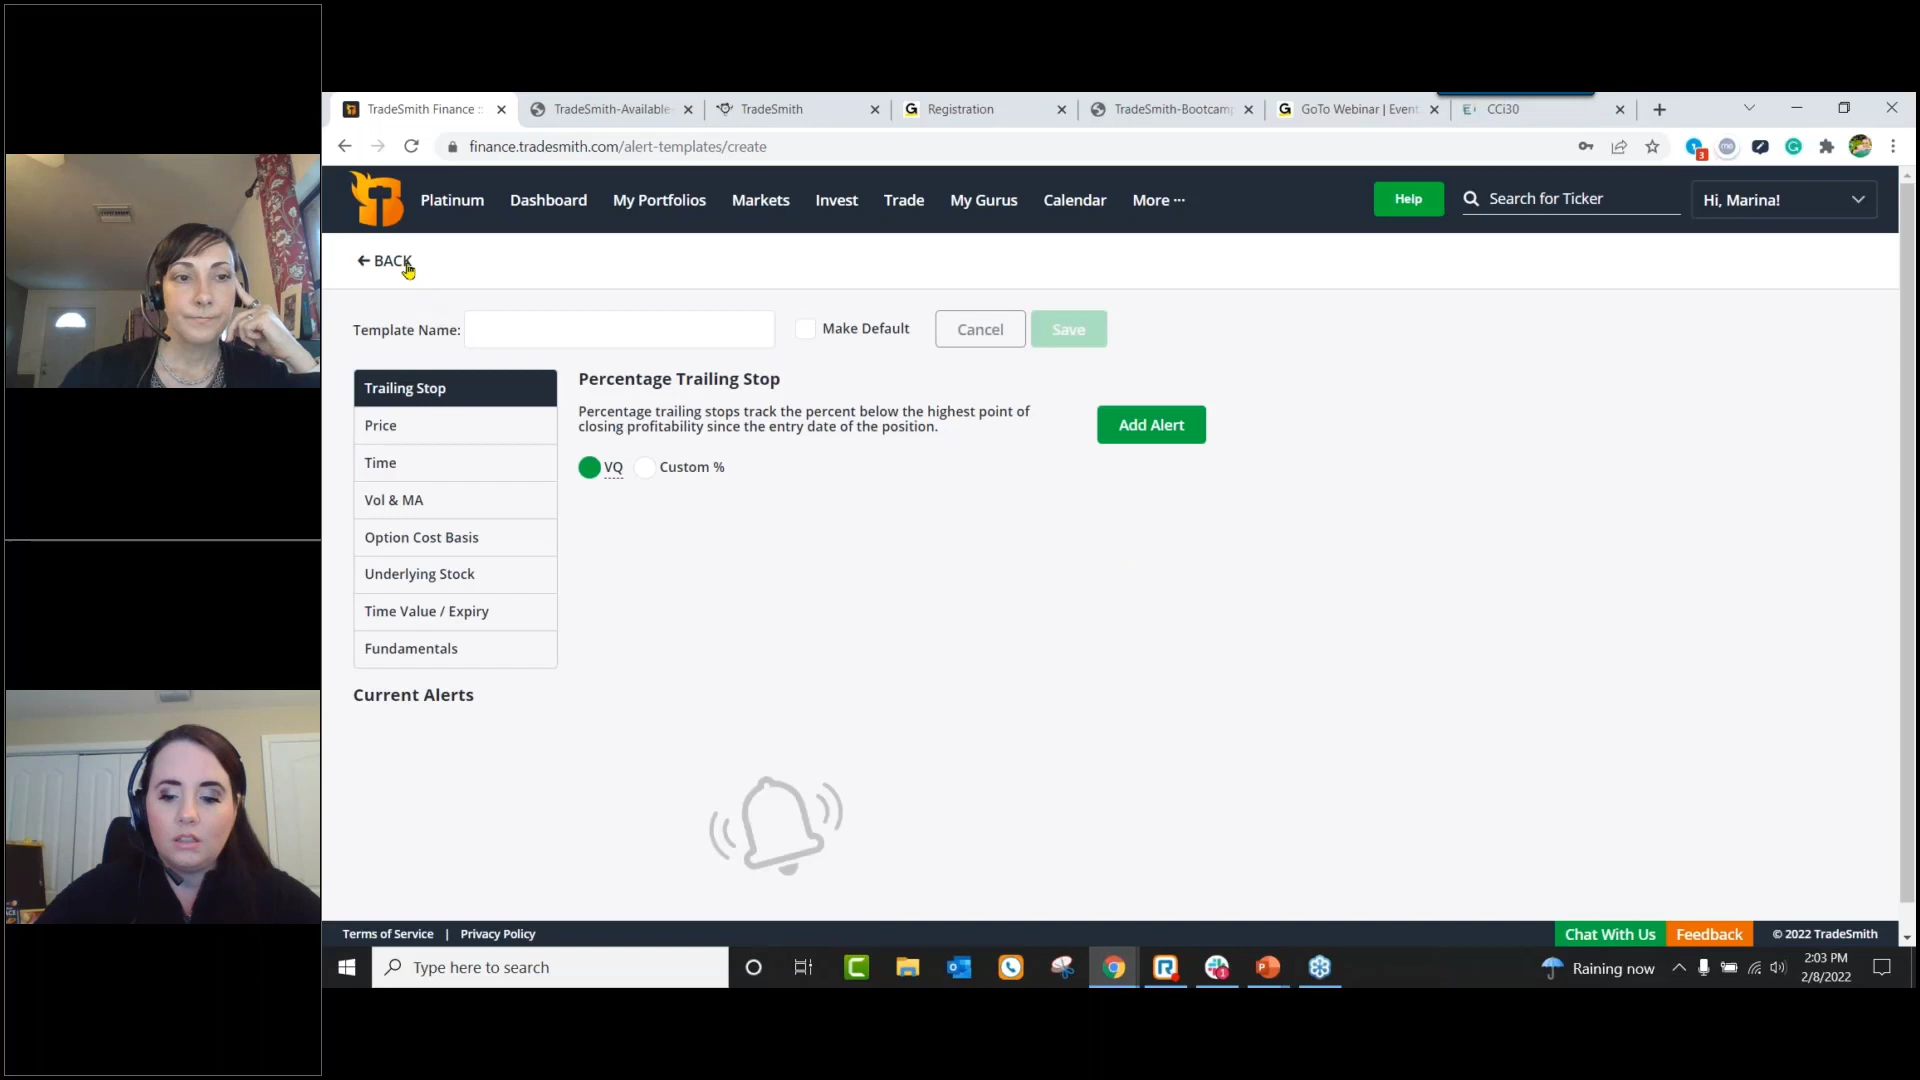 TradeSmith Finance ::
TradeSmith-Available
TradeSmith
Registration
TradeSmith-Bootcamp
GoTo Webinar | Event
CCi30
finance.tradesmith.com/alert-templates/create
3
Platinum
Dashboard
My Portfolios
Markets
Invest
Trade
My Gurus
Calendar
More ···
Help
Search for Ticker
Hi, Marina!
← BACK
Template Name:
Make Default
Cancel
Save
Trailing Stop
Price
Time
Vol & MA
Option Cost Basis
Underlying Stock
Time Value / Expiry
Fundamentals
Percentage Trailing Stop
Percentage trailing stops track the percent below the highest point of
closing profitability since the entry date of the position.
Add Alert
VQ
Custom %
Current Alerts
Terms of Service | Privacy Policy
Chat With Us
Feedback
© 2022 TradeSmith
Type here to search
1
Raining now
2:03 PM
2/8/2022